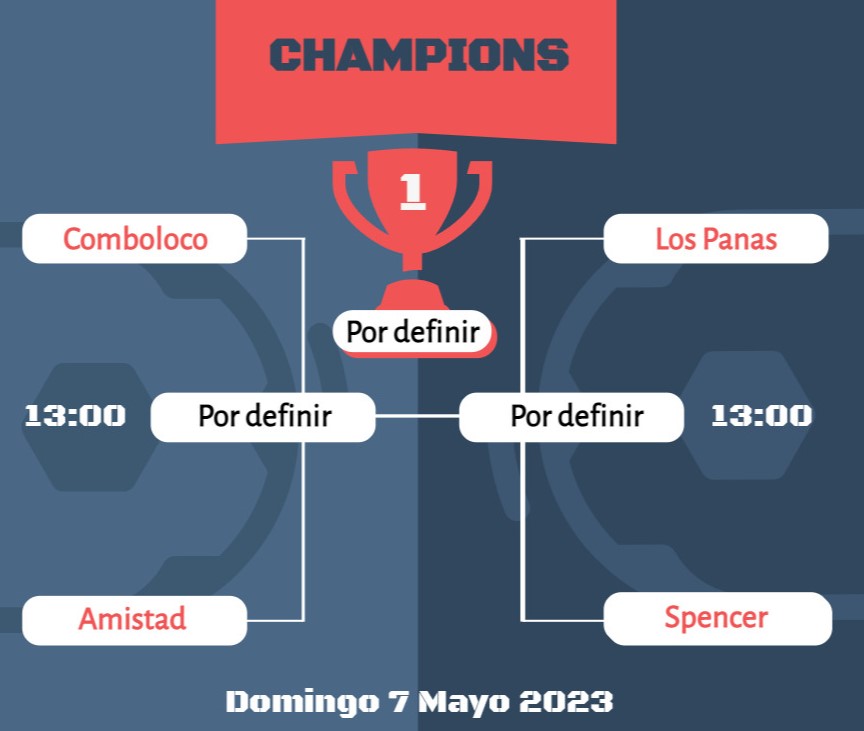 CHAMPIONS
1
Comboloco
Los Panas
Por definir
13:00
Por definir
Por definir
13:00
Amistad
Spencer
Domingo 7 Mayo 2023